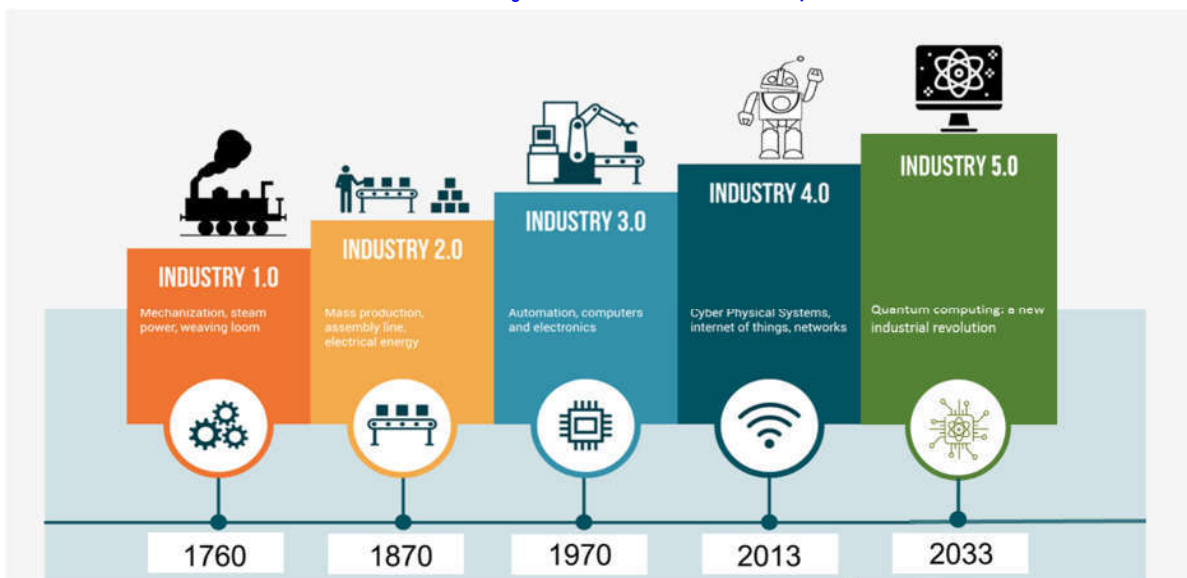 INDUSTRY 1.0
Mechanization, steam
power, weaving loom
1760
INDUSTRY 2.0
Mass production,
assembly line,
electrical energy
1870
INDUSTRY 3.0
Automation, computers
and electronics
1970
INDUSTRY 4.0
Cyber Physical Systems,
internet of things, networks
2013
INDUSTRY 5.0
Quantum computing: a new
industrial revolution
2033